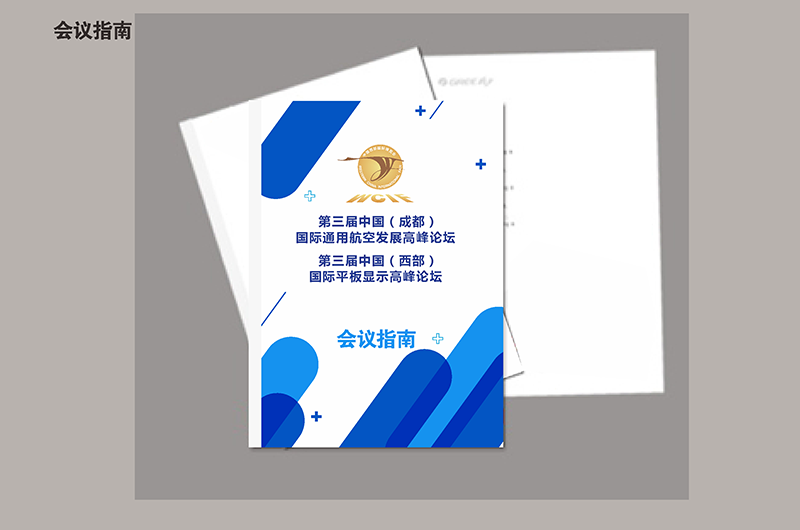 会议指南
WCIF
第三届中国（成都）
国际通用航空发展高峰论坛
第三届中国（西部）
国际平板显示高峰论坛
会议指南